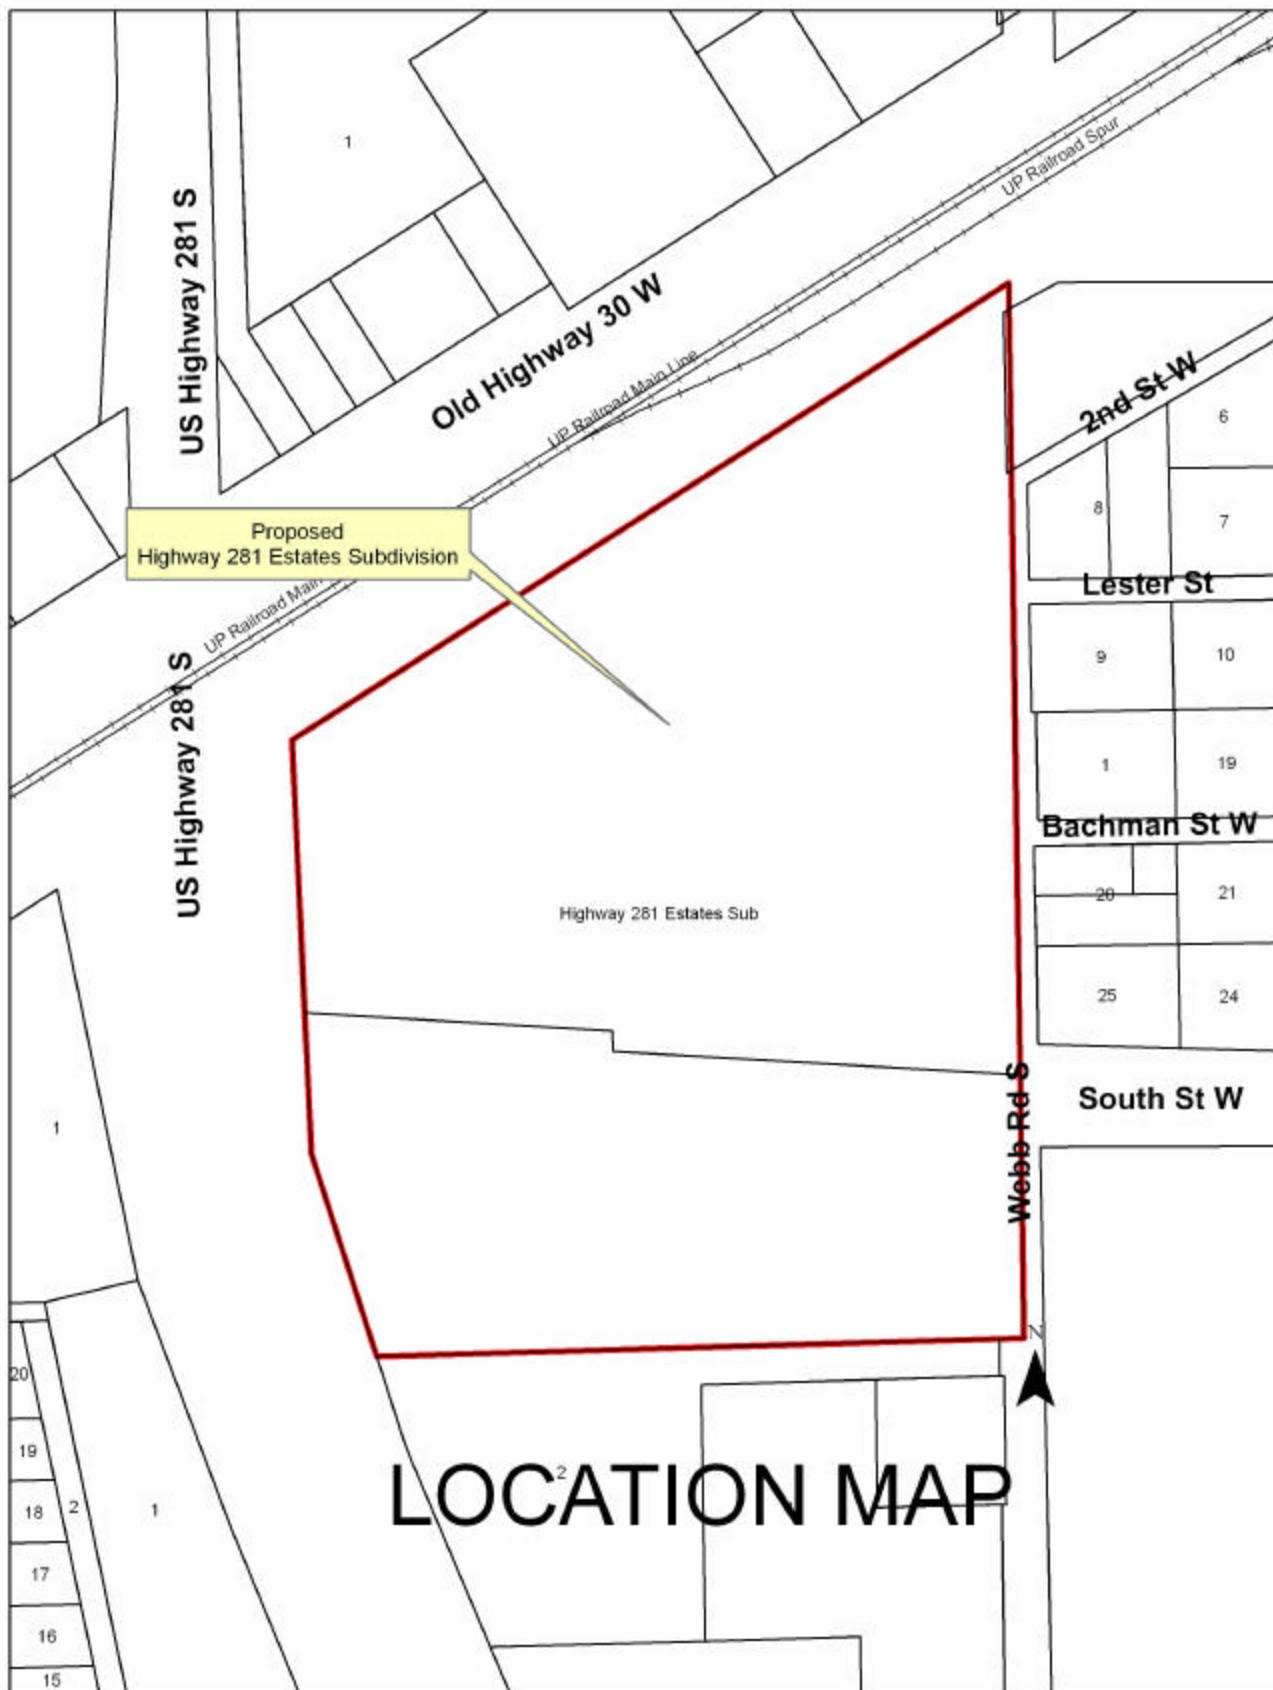 1
UP Railroad Spur
US Highway 281 S
Old Highway 30 W
UP Railroad Main Line
2nd St W
6
8
7
Proposed
Highway 281 Estates Subdivision
Lester St
UP Railroad Main
9
10
US Highway 281 S
1
19
Bachman St W
20
21
Highway 281 Estates Sub
25
24
South St W
Webb Rd S
1
N
20
19
2
LOCATION MAP
18
2
1
17
16
15